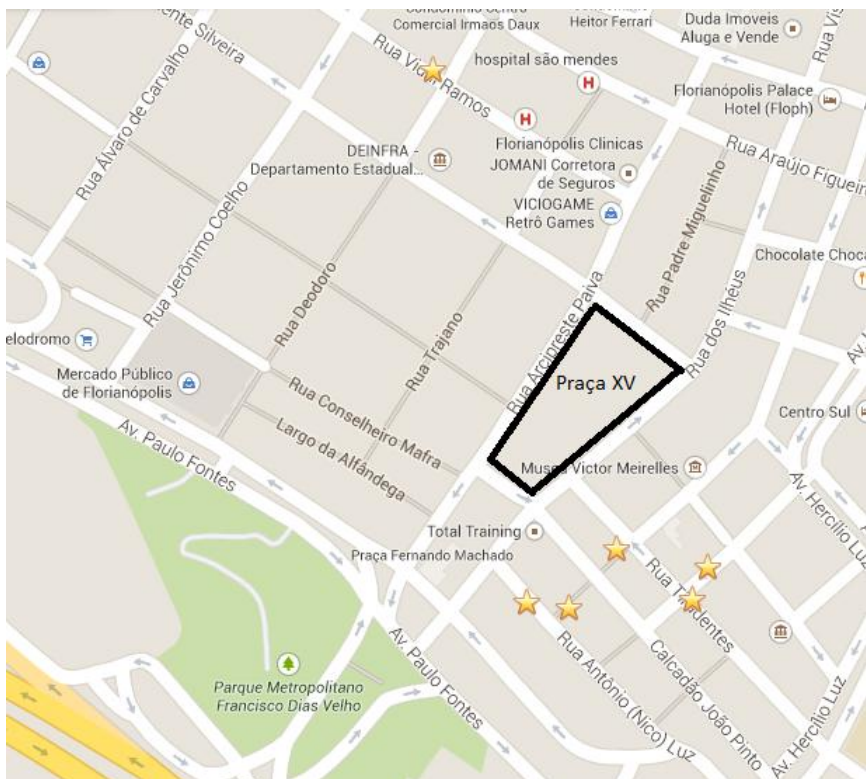 Condomínio Centro
Comercial Irmaos Daux
Heitor Ferrari
Duda Imoveis
Aluga e Vende
ente Silveira
Rua Vidal Ramos
hospital são mendes
H
H
Florianópolis Palace
Hotel (Floph)
Rua Álvaro de Carvalho
DEINFRA -
Departamento Estadual...
Florianópolis Clinicas
JOMANI Corretora
de Seguros
VICIOGAME
Retrô Games
Rua Araújo Figueir
Rua Padre Miguelinho
Rua Jerônimo Coelho
Chocolate Choca
Rua Deodoro
Rua Trajano
Rua Arcipreste Paiva
Rua dos Ilhéus
elodromo
Mercado Público
de Florianópolis
Praça XV
Rua Conselheiro Mafra
Largo da Alfândega
Centro Sul
Av. Paulo Fontes
Museu Victor Meirelles
Av. Hercílio Luz
Total Training
Praça Fernando Machado
Rua Tiradentes
Av. Paulo Fontes
Rua Antônio (Nico) Luz
Calcadão João Pinto
Av. Hercílio Luz
Parque Metropolitano
Francisco Dias Velho